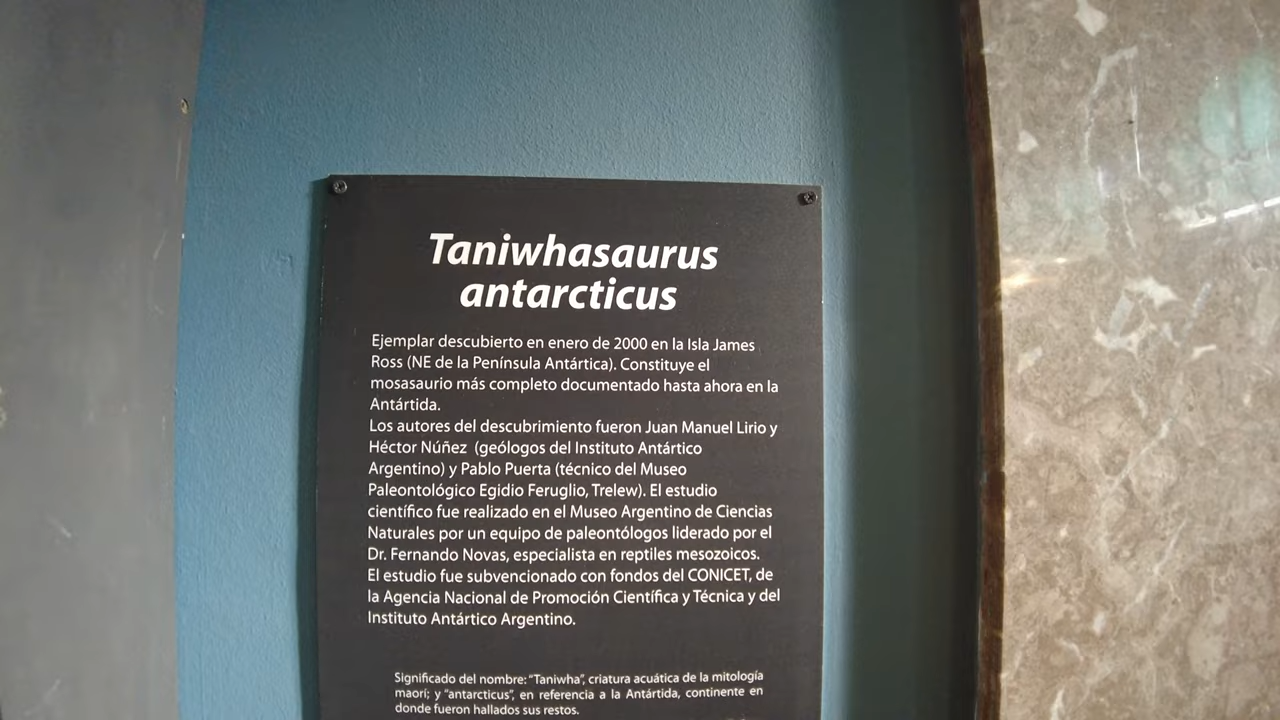 Taniwhasaurus
antarcticus
Ejemplar descubierto en enero de 2000 en la Isla James
Ross (NE de la Península Antártica). Constituye el
mosasaurio más completo documentado hasta ahora en la
Antártida.
Los autores del descubrimiento fueron Juan Manuel Lirio y
Héctor Núñez (geólogos del Instituto Antártico
Argentino) y Pablo Puerta (técnico del Museo
Paleontológico Egidio Feruglio, Trelew). El estudio
científico fue realizado en el Museo Argentino de Ciencias
Naturales por un equipo de paleontólogos liderado por el
Dr. Fernando Novas, especialista en reptiles mesozoicos.
El estudio fue subvencionado con fondos del CONICET, de
la Agencia Nacional de Promoción Científica y Técnica y del
Instituto Antártico Argentino.
Significado del nombre: “Taniwha”, criatura acuática de la mitología
maorí; y “antarcticus”, en referencia a la Antártida, continente en
donde fueron hallados sus restos.